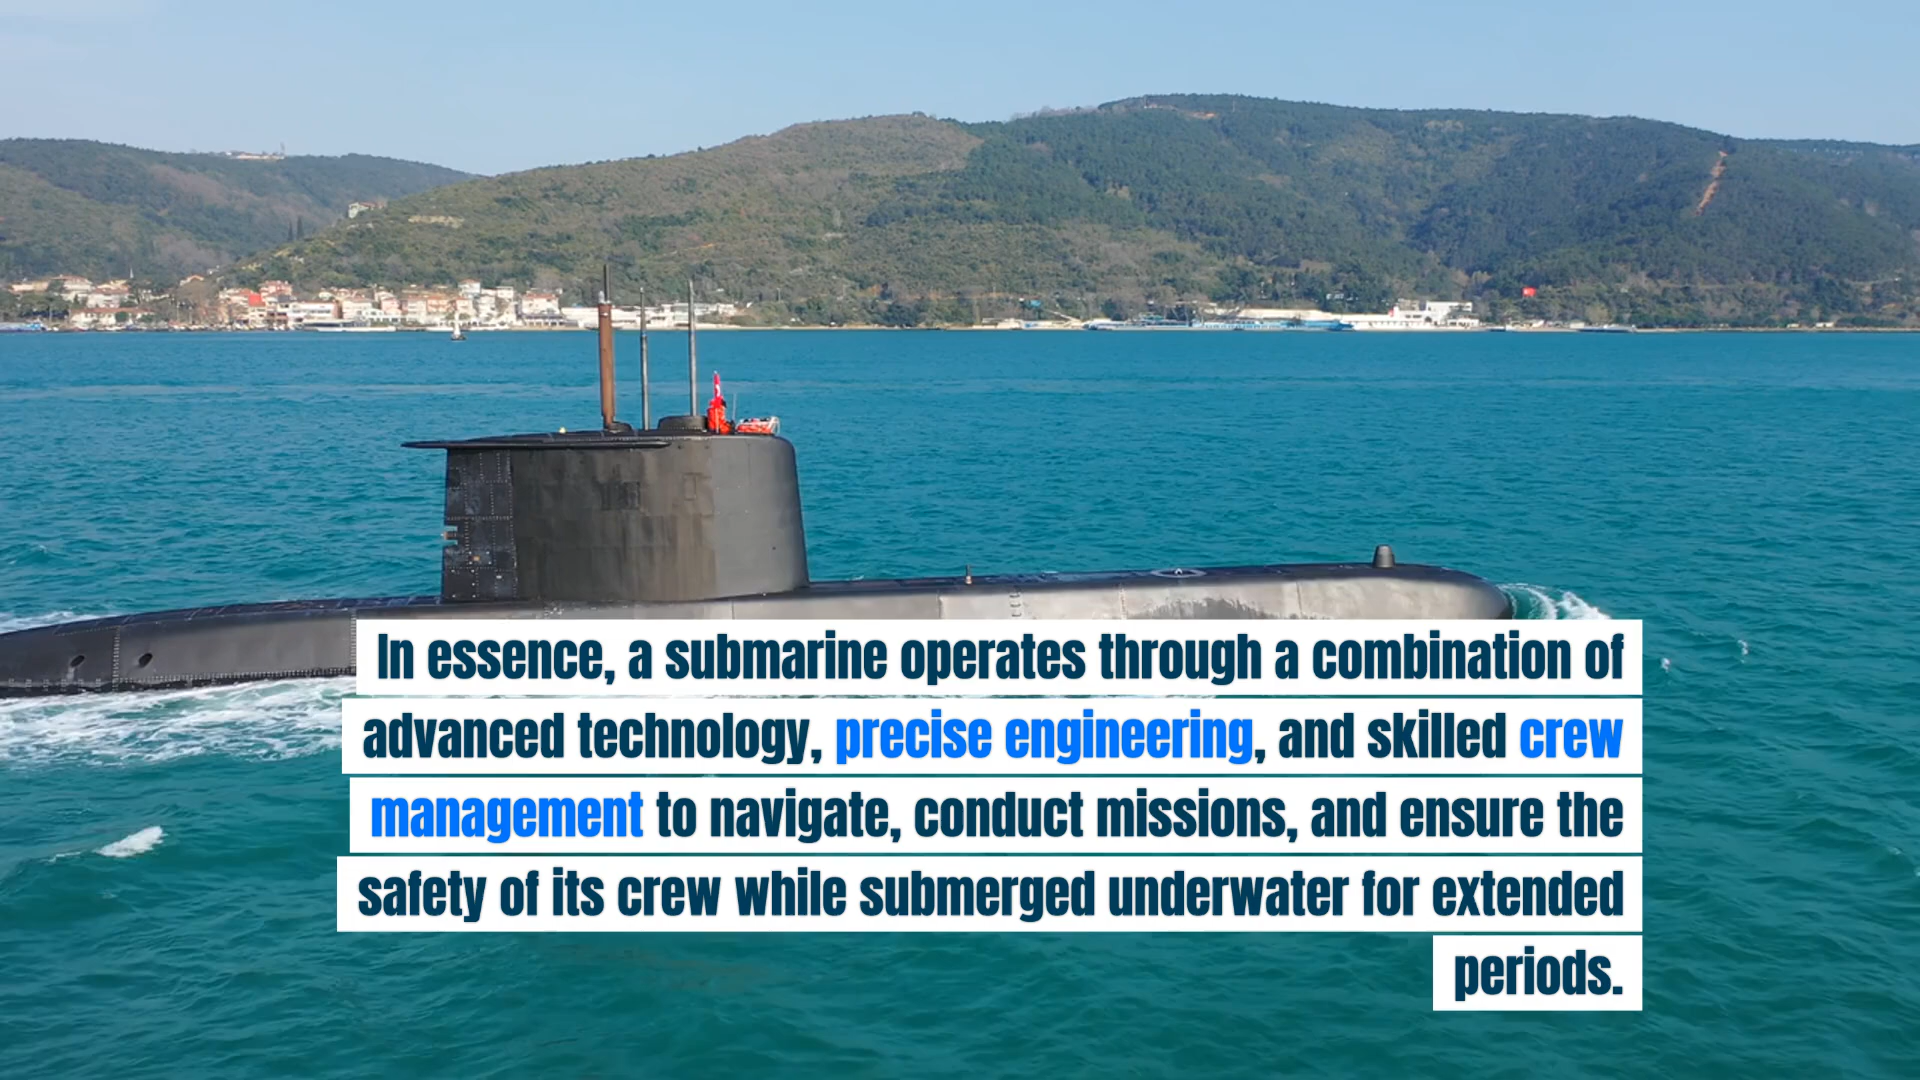 In essence, a submarine operates through a combination of
advanced technology, precise engineering, and skilled crew
management to navigate, conduct missions, and ensure the
safety of its crew while submerged underwater for extended
periods.